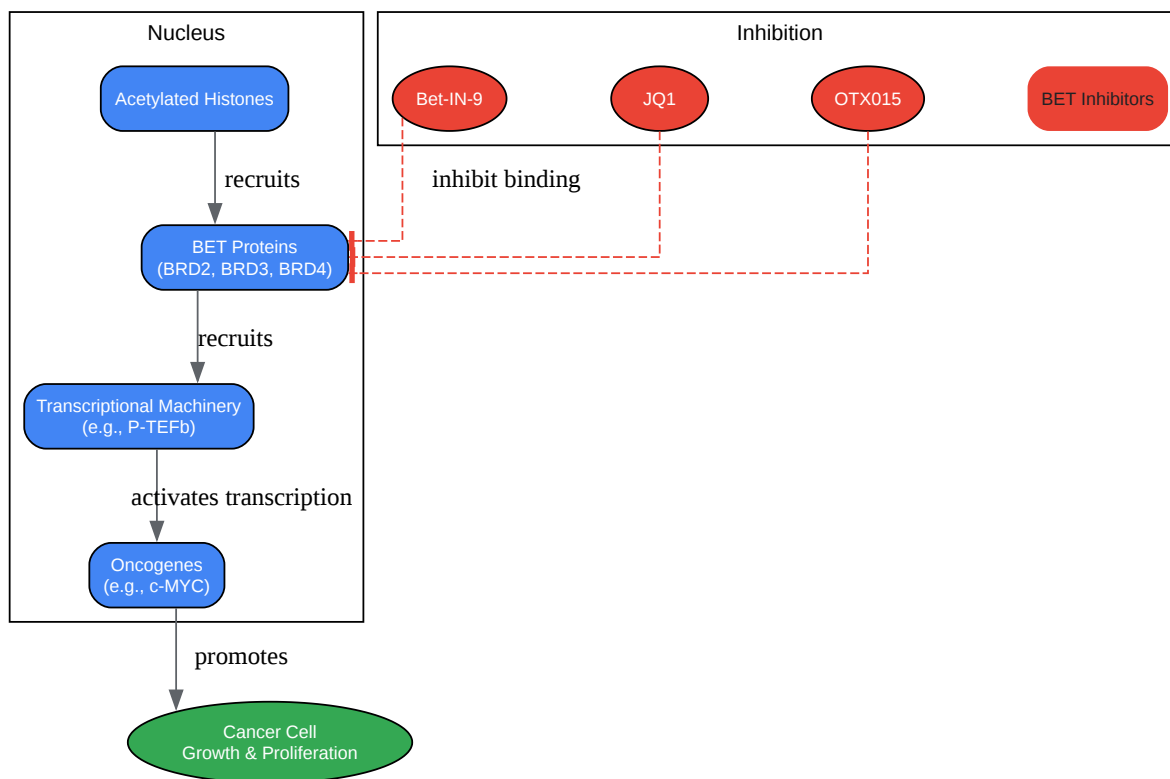 Nucleus
Acetylated Histones
recruits
BET Proteins
(BRD2, BRD3, BRD4)
recruits
Transcriptional Machinery
(e.g., P-TEFb)
activates transcription
Oncogenes
(e.g., c-MYC)
promotes
Cancer Cell
Growth & Proliferation
Inhibition
Bet-IN-9
JQ1
OTX015
BET Inhibitors
inhibit binding